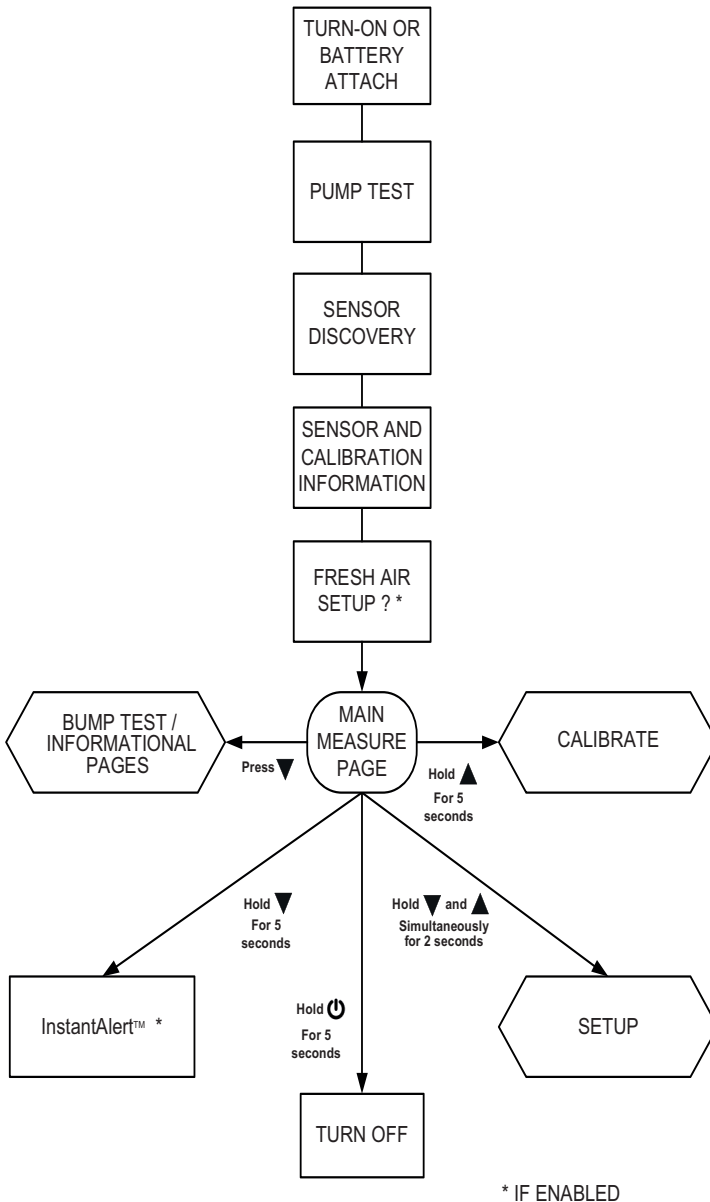 TURN-ON OR
BATTERY
ATTACH
PUMP TEST
SENSOR
DISCOVERY
SENSOR AND
CALIBRATION
INFORMATION
FRESH AIR
SETUP ? *
BUMP TEST /
INFORMATIONAL
PAGES
Press ▼
MAIN
MEASURE
PAGE
Hold ▲
For 5
seconds
CALIBRATE
Hold ▼
For 5
seconds
Hold ▼ and ▲
Simultaneously
for 2 seconds
InstantAlert™ *
Hold ⏻
For 5
seconds
SETUP
TURN OFF
* IF ENABLED